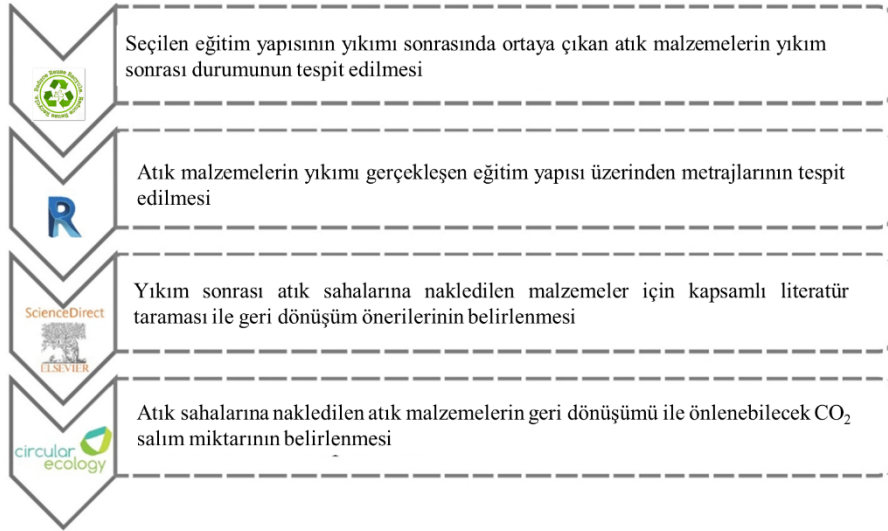 Seçilen eğitim yapısının yıkımı sonrasında ortaya çıkan atık malzemelerin yıkım
sonrası durumunun tespit edilmesi
R
Atık malzemelerin yıkımı gerçekleşen eğitim yapısı üzerinden metrajlarının tespit
edilmesi
ScienceDirect
ELSEVIER
Yıkım sonrası atık sahalarına nakledilen malzemeler için kapsamlı literatür
taraması ile geri dönüşüm önerilerinin belirlenmesi
circular
ecology
Atık sahalarına nakledilen atık malzemelerin geri dönüşümü ile önlenebilecek CO₂
salım miktarının belirlenmesi